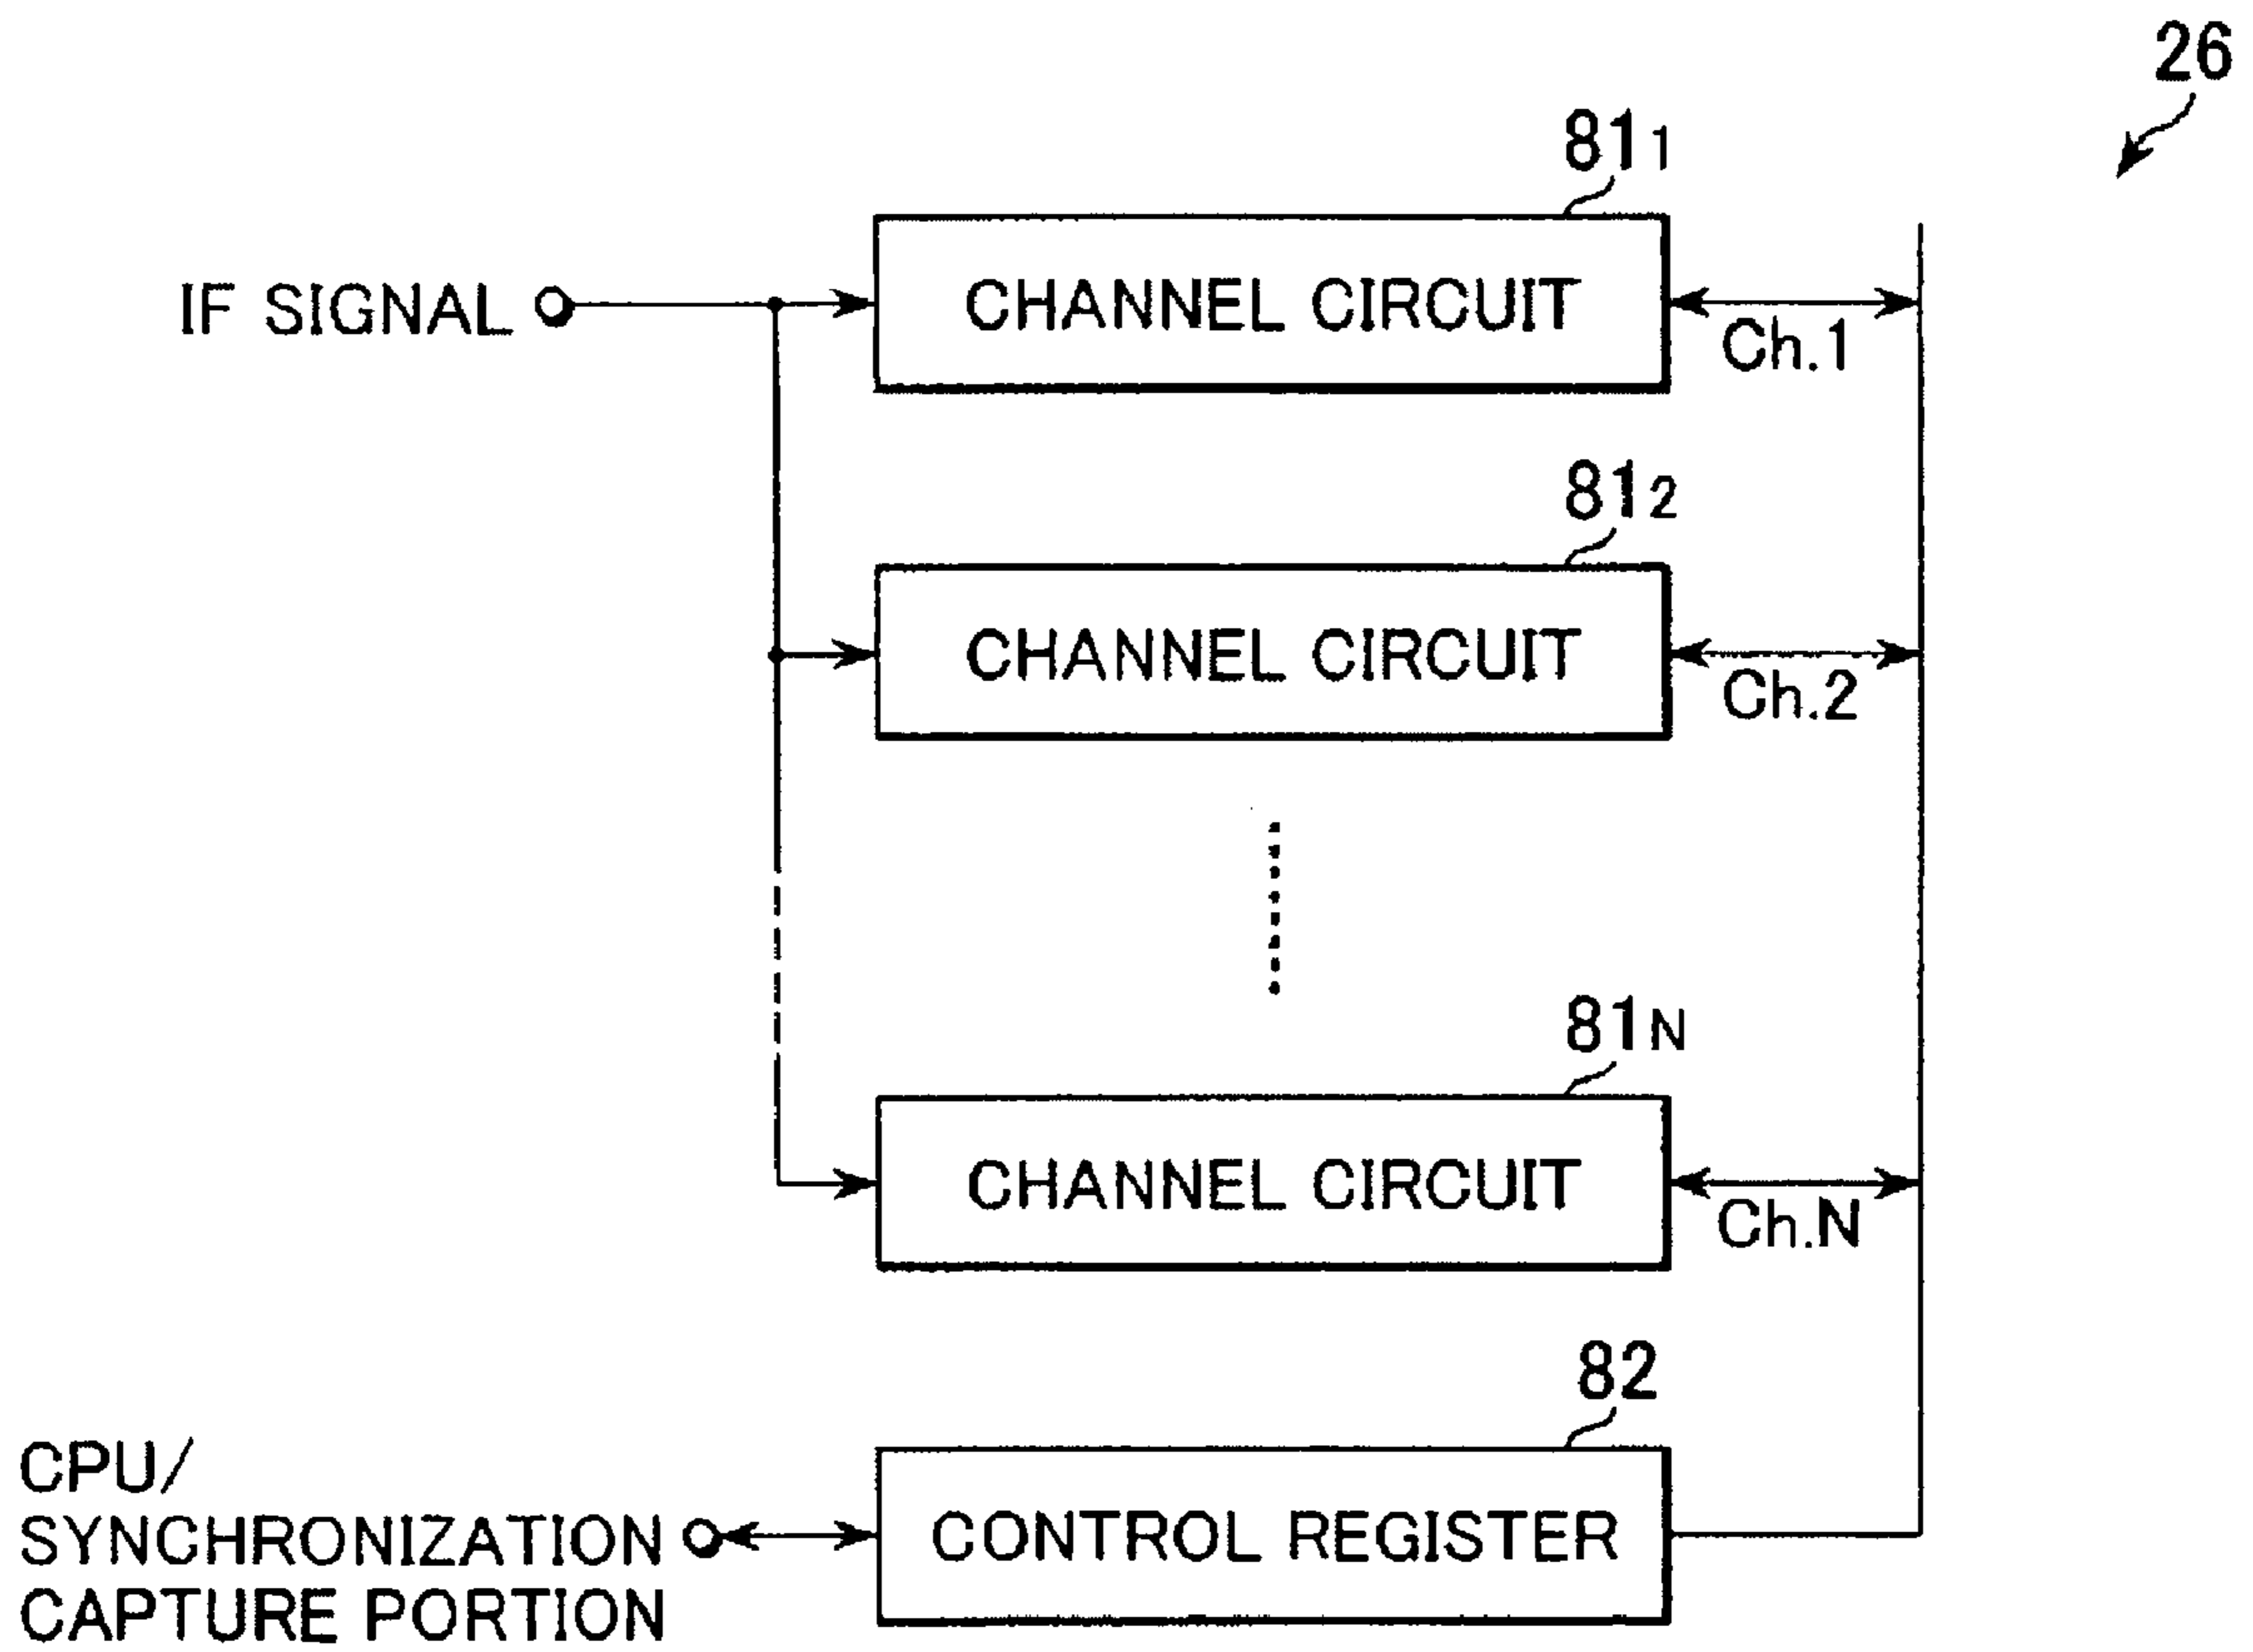 26
81₁
IF SIGNAL
CHANNEL CIRCUIT
Ch.1
81₂
CHANNEL CIRCUIT
Ch.2
81N
CHANNEL CIRCUIT
Ch.N
82
CPU/
SYNCHRONIZATION
CAPTURE PORTION
CONTROL REGISTER